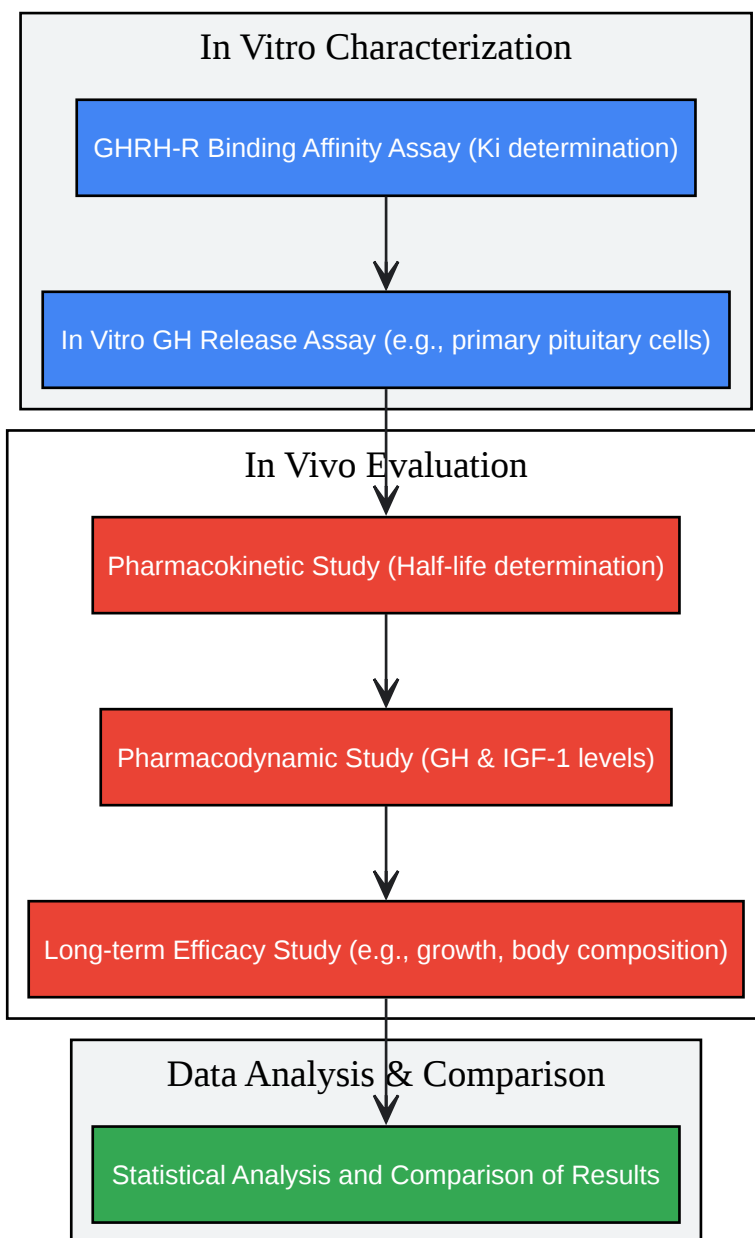 In Vitro Characterization
GHRH-R Binding Affinity Assay (Ki determination)
In Vitro GH Release Assay (e.g., primary pituitary cells)
In Vivo Evaluation
Pharmacokinetic Study (Half-life determination)
Pharmacodynamic Study (GH & IGF-1 levels)
Long-term Efficacy Study (e.g., growth, body composition)
Data Analysis & Comparison
Statistical Analysis and Comparison of Results